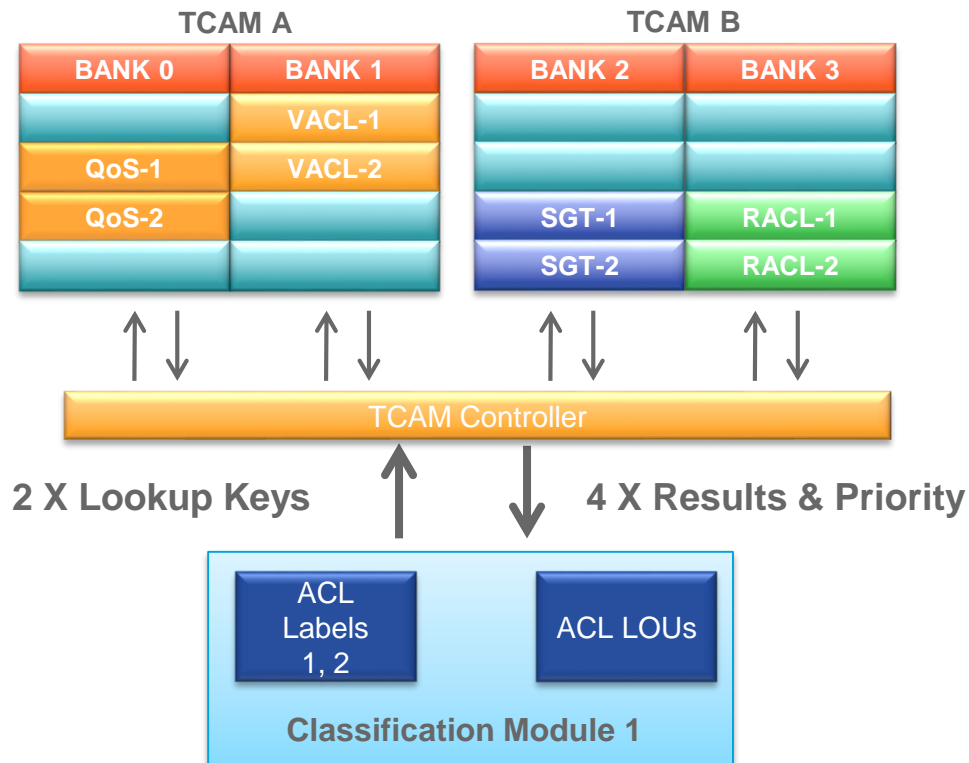 TCAM A
TCAM B
BANK 0
BANK 1
BANK 2
BANK 3
VACL-1
QoS-1
VACL-2
QoS-2
SGT-1
RACL-1
SGT-2
RACL-2
TCAM Controller
2 X Lookup Keys
4 X Results & Priority
ACL
Labels
1, 2
ACL LOUs
Classification Module 1